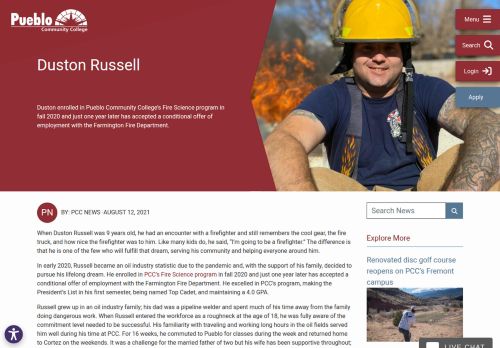 Pueblo
Community College
Menu
Search
Login
Apply
Duston Russell
Duston enrolled in Pueblo Community College's Fire Science program in
fall 2020 and just one year later has accepted a conditional offer of
employment with the Farmington Fire Department.
PN BY: PCC NEWS AUGUST 12, 2021
When Duston Russell was 9 years old, he had an encounter with a firefighter and still remembers the cool gear, the fire
truck, and how nice the firefighter was to him. Like many kids do, he said, "I'm going to be a firefighter." The difference is
that he is one of the few who will fulfill that dream, serving his community and helping everyone around him.
In early 2020, Russell became an oil industry statistic due to the pandemic and, with the support of his family, decided to
pursue his lifelong dream. He enrolled in PCC's Fire Science program in fall 2020 and just one year later has accepted a
conditional offer of employment with the Farmington Fire Department. He excelled in PCC's program, making the
President's List in his first semester, being named Top Cadet, and maintaining a 4.0 GPA.
Russell grew up in an oil industry family; his dad was a pipeline welder and spent much of his time away from the family
doing dangerous work. When Russell entered the workforce as a roughneck at the age of 18, he was fully aware of the
commitment level needed to be successful. His familiarity with traveling and working long hours in the oil fields served
him well during his time at PCC. For 16 weeks, he commuted to Pueblo for classes during the week and returned home
to Cortez on the weekends. It was a challenge for the married father of two but his wife has been supportive throughout;
Search News
Explore More
Renovated disc golf course
reopens on PCC's Fremont
campus
LIVE CHAT